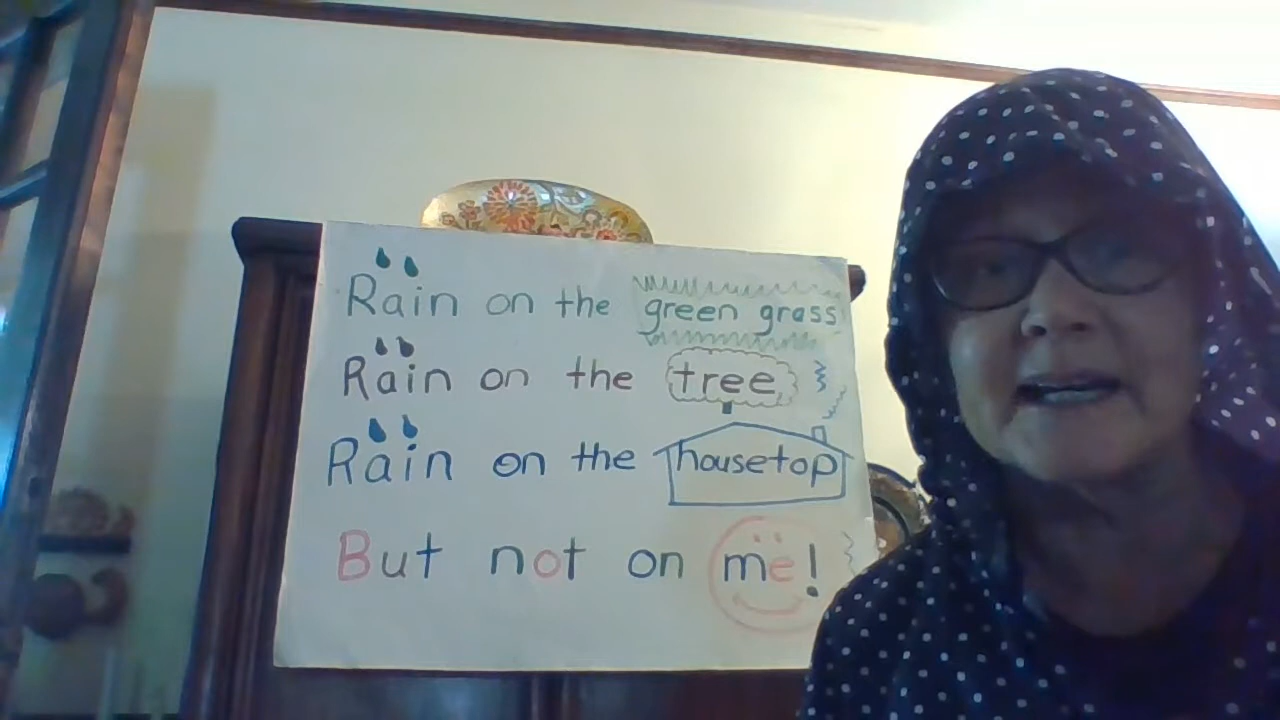 Rain on the green grass
Rain on the tree
Rain on the housetop
But not on me!